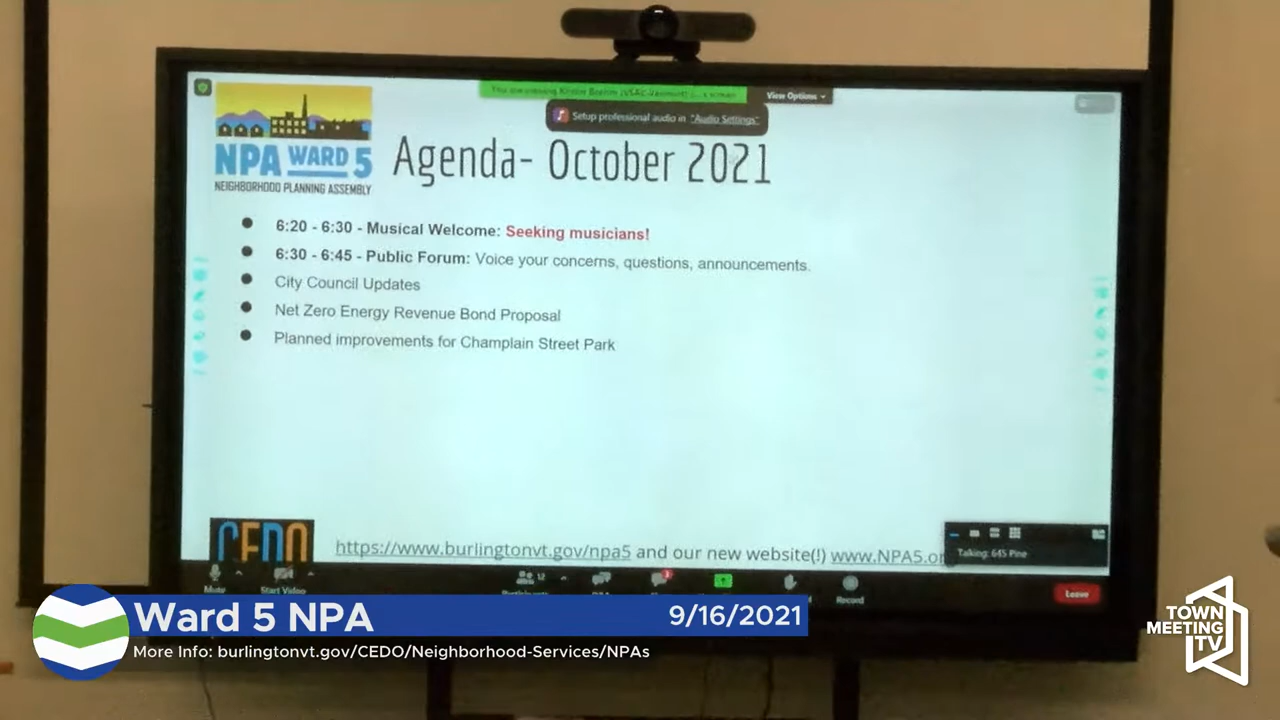 View Options
Setup professional audio in "Audio Settings"
NPA WARD 5
NEIGHBORHOOD PLANNING ASSEMBLY
Agenda- October 2021
6:20 - 6:30 - Musical Welcome: Seeking musicians!
6:30 - 6:45 - Public Forum: Voice your concerns, questions, announcements.
City Council Updates
Net Zero Energy Revenue Bond Proposal
Planned improvements for Champlain Street Park
CEDO
https://www.burlingtonvt.gov/npa5 and our new website(!) www.NPA5.or
Talking: 645 Pine
Mute
Start Video
12
Record
Leave
Ward 5 NPA
9/16/2021
More Info: burlingtonvt.gov/CEDO/Neighborhood-Services/NPAs
TOWN
MEETING
TV